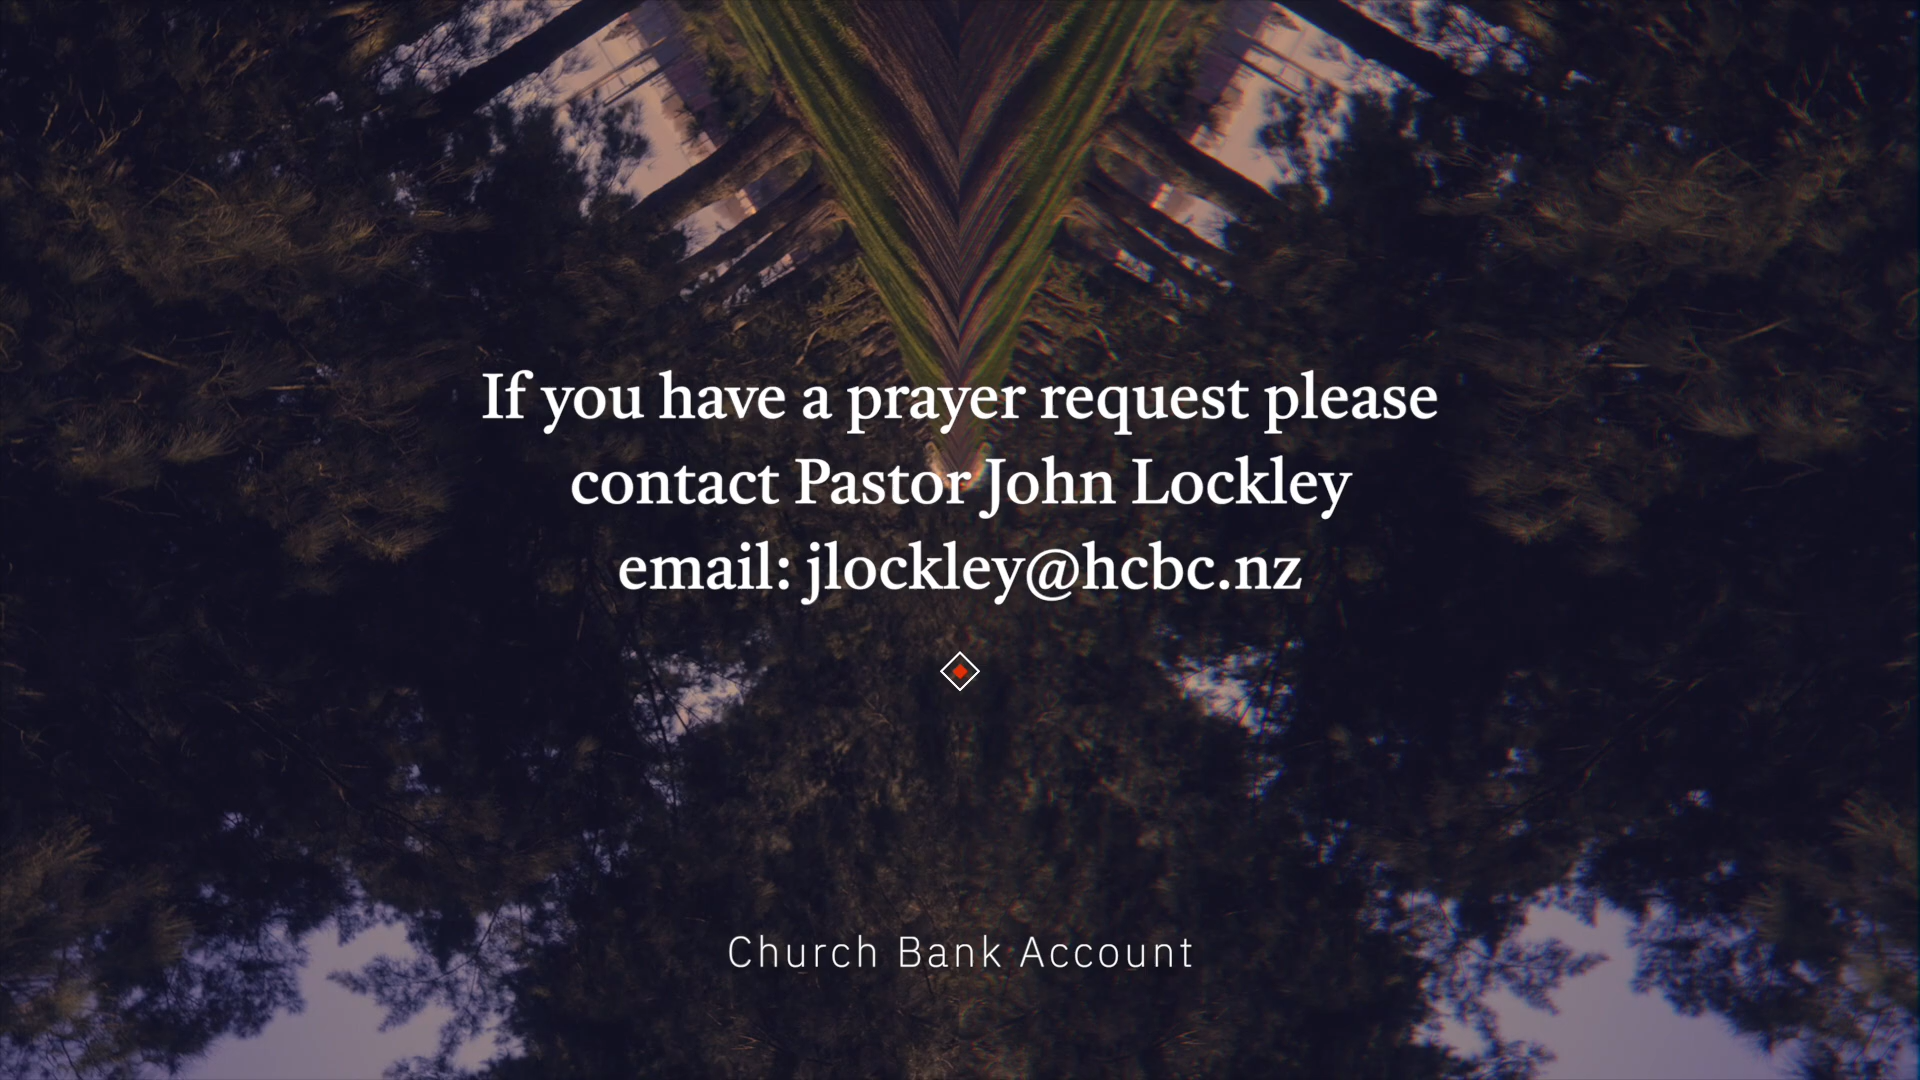 If you have a prayer request please
contact Pastor John Lockley
email: jlockley@hcbc.nz
Church Bank Account